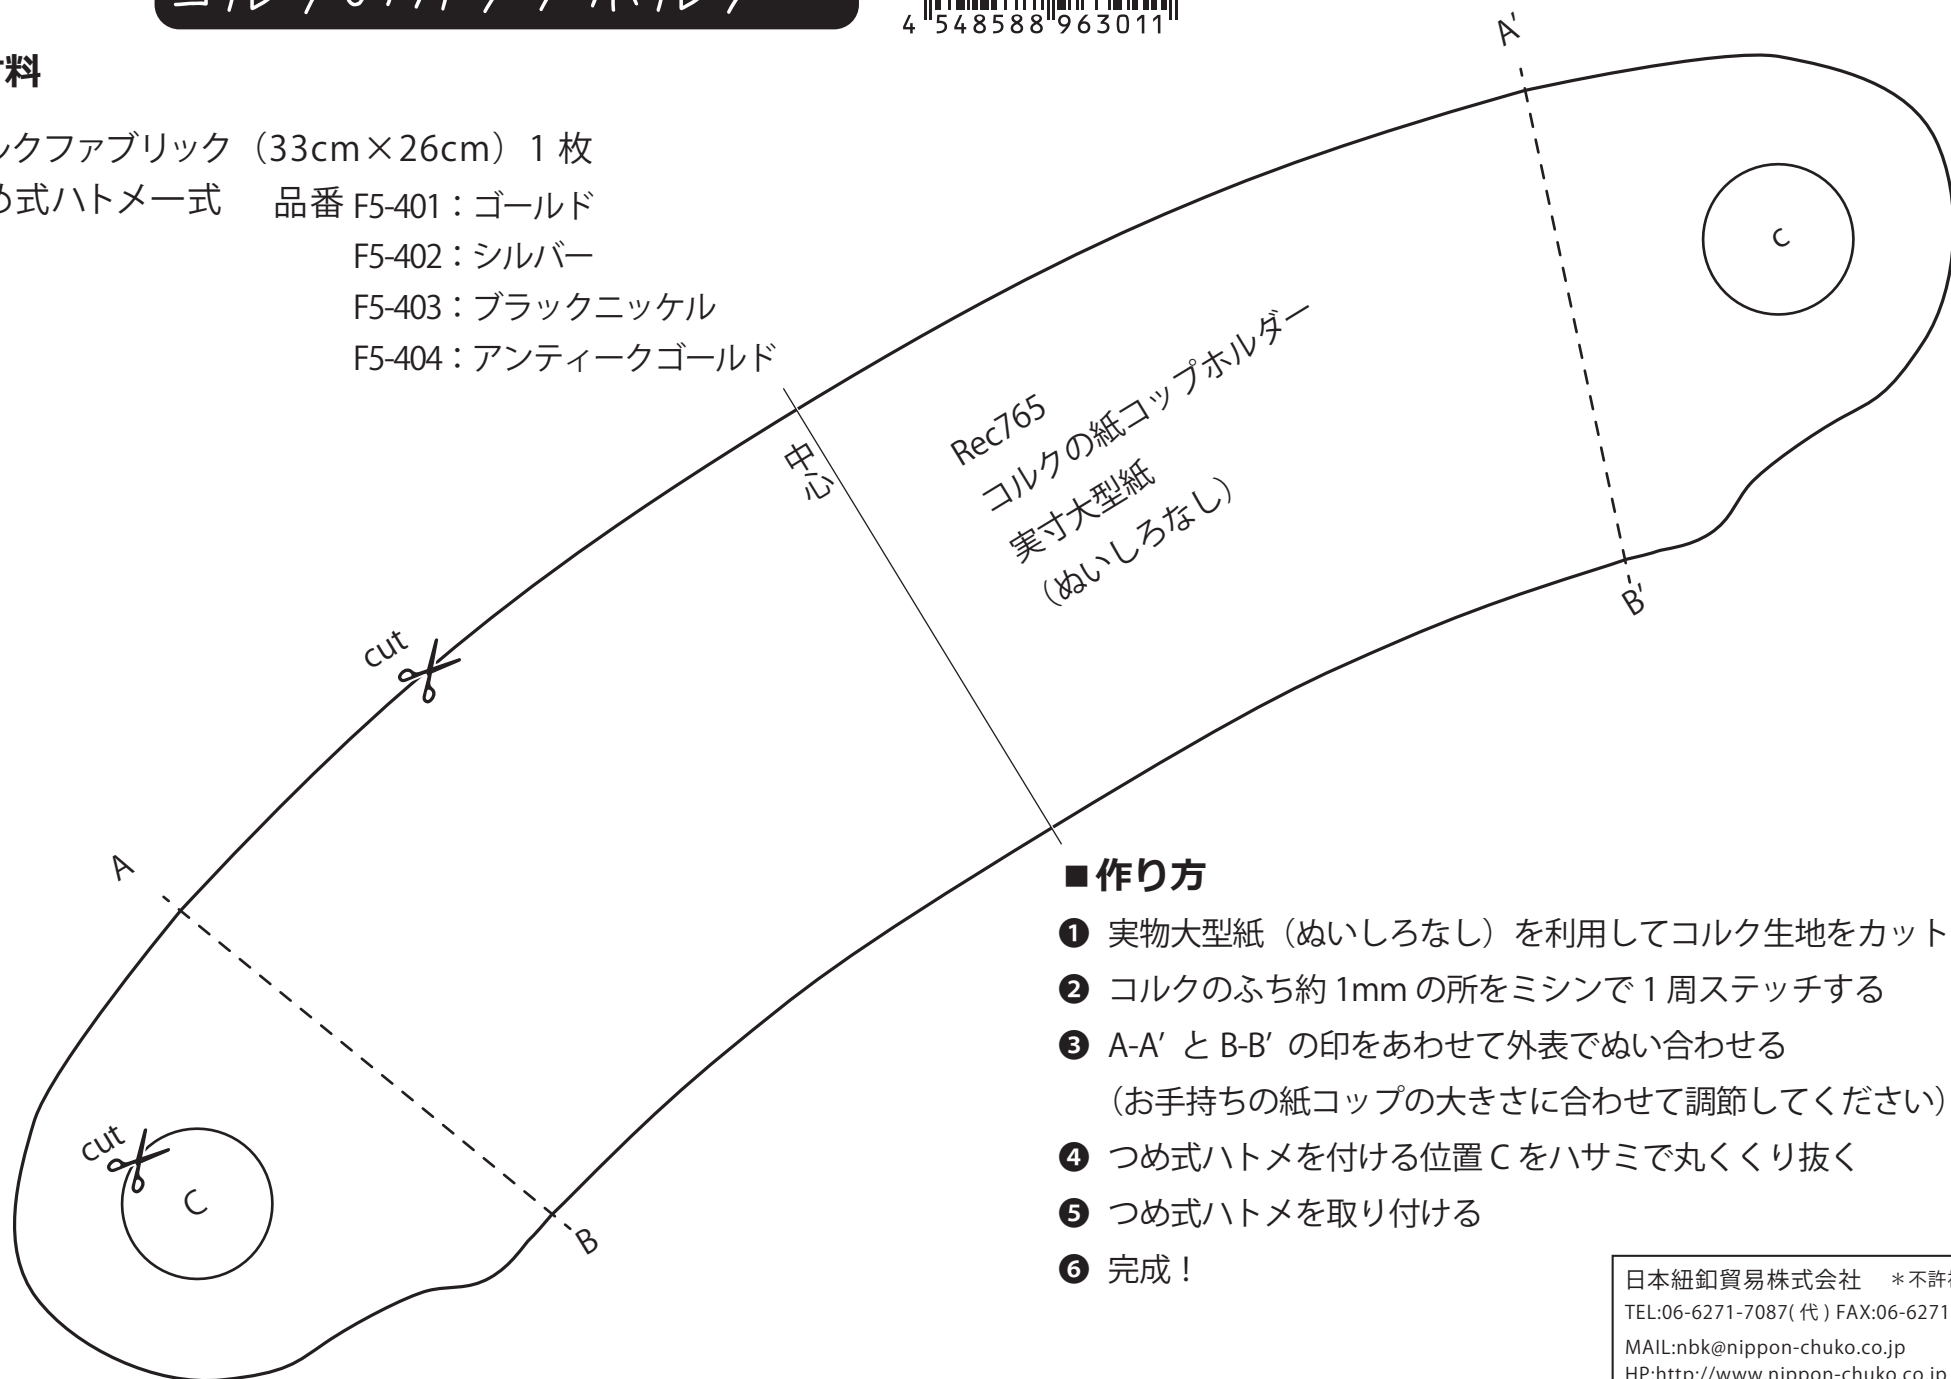 4 548588 963011
料
クファブリック（33cm×26cm）1 枚
め式ハトメ一式 品番 F5-401：ゴールド
F5-402：シルバー
F5-403：ブラックニッケル
F5-404：アンティークゴールド
A'
C
中心
Rec765
コルクの紙コップホルダー
実寸大型紙
（ぬいしろなし）
B'
cut
A
cut
C
B
■作り方
❶ 実物大型紙（ぬいしろなし）を利用してコルク生地をカット
❷ コルクのふち約 1mm の所をミシンで 1 周ステッチする
❸ A-A’ と B-B’ の印をあわせて外表でぬい合わせる
（お手持ちの紙コップの大きさに合わせて調節してください）
❹ つめ式ハトメを付ける位置 C をハサミで丸くくり抜く
❺ つめ式ハトメを取り付ける
❻ 完成！
日本紐釦貿易株式会社 ＊不許
TEL:06-6271-7087( 代 ) FAX:06-6271
MAIL:nbk@nippon-chuko.co.jp
HP:http://www.nippon-chuko.co.jp